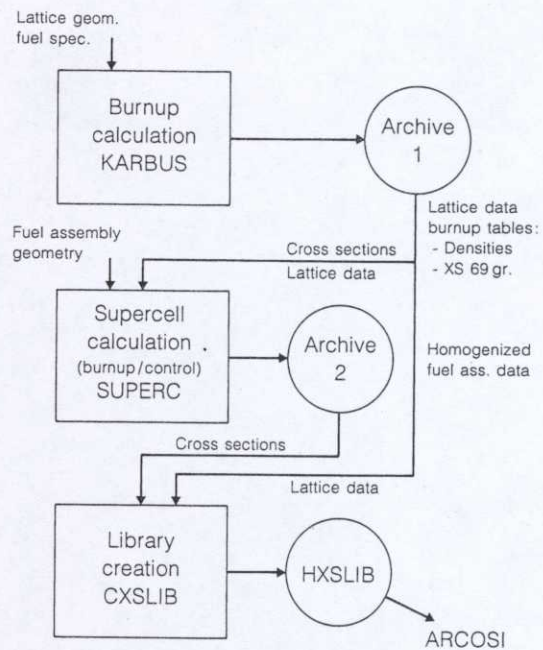 Lattice geom.
fuel spec.
Burnup
calculation
KARBUS
Archive
1
Lattice data
burnup tables:
- Densities
- XS 69 gr.
Fuel assembly
geometry
Cross sections
Lattice data
Supercell
calculation
(burnup/control)
SUPERC
Archive
2
Homogenized
fuel ass. data
Cross sections
Lattice data
Library
creation
CXSLIB
HXSLIB
ARCOSI